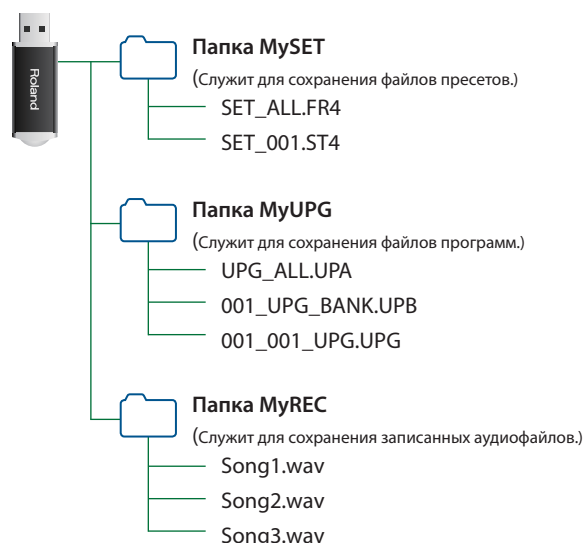 Roland
Папка MySET
(Служит для сохранения файлов пресетов.)
SET_ALL.FR4
SET_001.ST4
Папка MyUPG
(Служит для сохранения файлов программ.)
UPG_ALL.UPA
001_UPG_BANK.UPB
001_001_UPG.UPG
Папка MyREC
(Служит для сохранения записанных аудиофайлов.)
Song1.wav
Song2.wav
Song3.wav